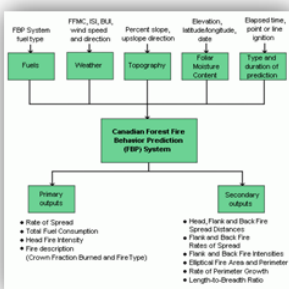 FBP System
fuel type
FFMC, ISI, BUI,
wind speed
and direction
Percent slope,
upslope direction
Elevation,
latitude/longitude,
date
Elapsed time,
point or line
ignition
Fuels
Weather
Topography
Foliar
Moisture
Content
Type and
duration of
prediction
Canadian Forest Fire
Behavior Prediction
(FBP) System
Primary
outputs
Secondary
outputs
● Rate of Spread
● Total Fuel Consumption
● Head Fire Intensity
● Fire description
(Crown Fraction Burned and Fire Type)
● Head, Flank and Back Fire
Spread Distances
● Flank and Back Fire
Rates of Spread
● Flank and Back Fire Intensities
● Elliptical Fire Area and Perimeter
● Rate of Perimeter Growth
● Length-to-Breadth Ratio